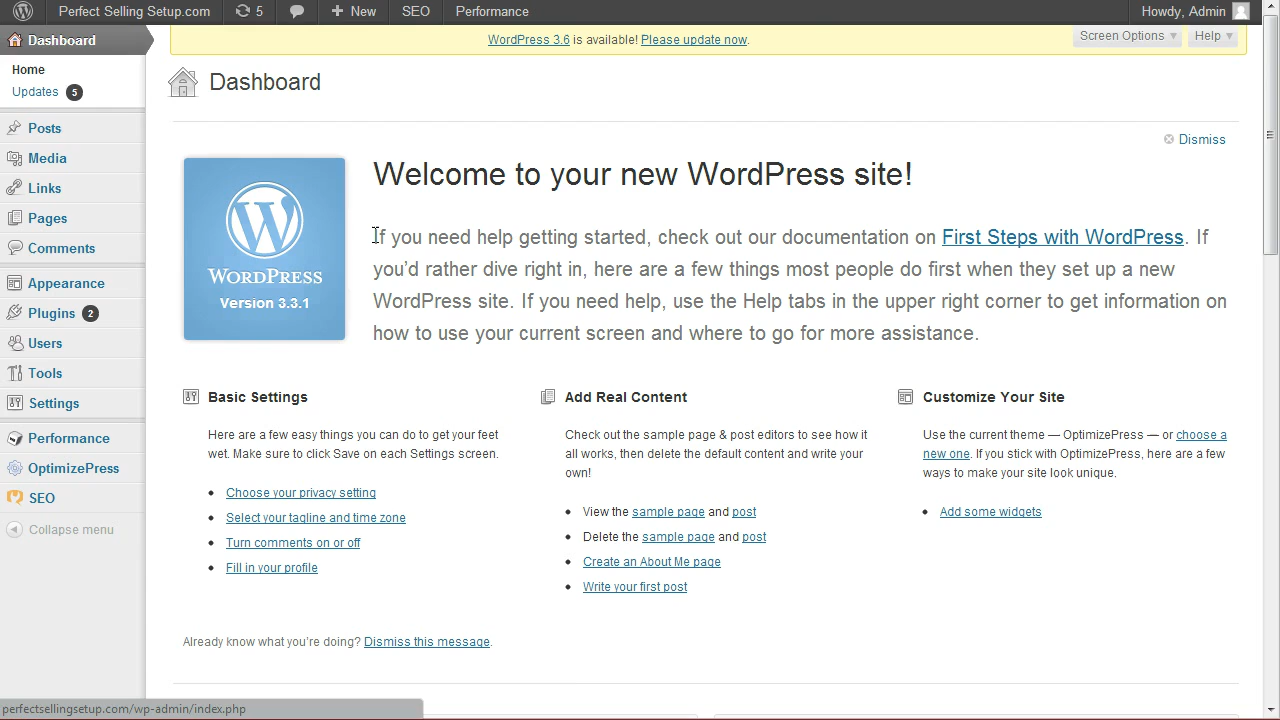 Perfect Selling Setup.com 5 New SEO Performance Howdy, Admin
WordPress 3.6 is available! Please update now.
Screen Options Help
Dashboard
Home
Updates 5
Posts
Media
Links
Pages
Comments
Appearance
Plugins 2
Users
Tools
Settings
Performance
OptimizePress
SEO
Collapse menu
Dashboard
Dismiss
WORDPRESS
Version 3.3.1
Welcome to your new WordPress site!
If you need help getting started, check out our documentation on First Steps with WordPress. If
you’d rather dive right in, here are a few things most people do first when they set up a new
WordPress site. If you need help, use the Help tabs in the upper right corner to get information on
how to use your current screen and where to go for more assistance.
Basic Settings
Here are a few easy things you can do to get your feet
wet. Make sure to click Save on each Settings screen.
Choose your privacy setting
Select your tagline and time zone
Turn comments on or off
Fill in your profile
Add Real Content
Check out the sample page & post editors to see how it
all works, then delete the default content and write your
own!
View the sample page and post
Delete the sample page and post
Create an About Me page
Write your first post
Customize Your Site
Use the current theme — OptimizePress — or choose a
new one. If you stick with OptimizePress, here are a few
ways to make your site look unique.
Add some widgets
Already know what you’re doing? Dismiss this message.
perfectsellingsetup.com/wp-admin/index.php